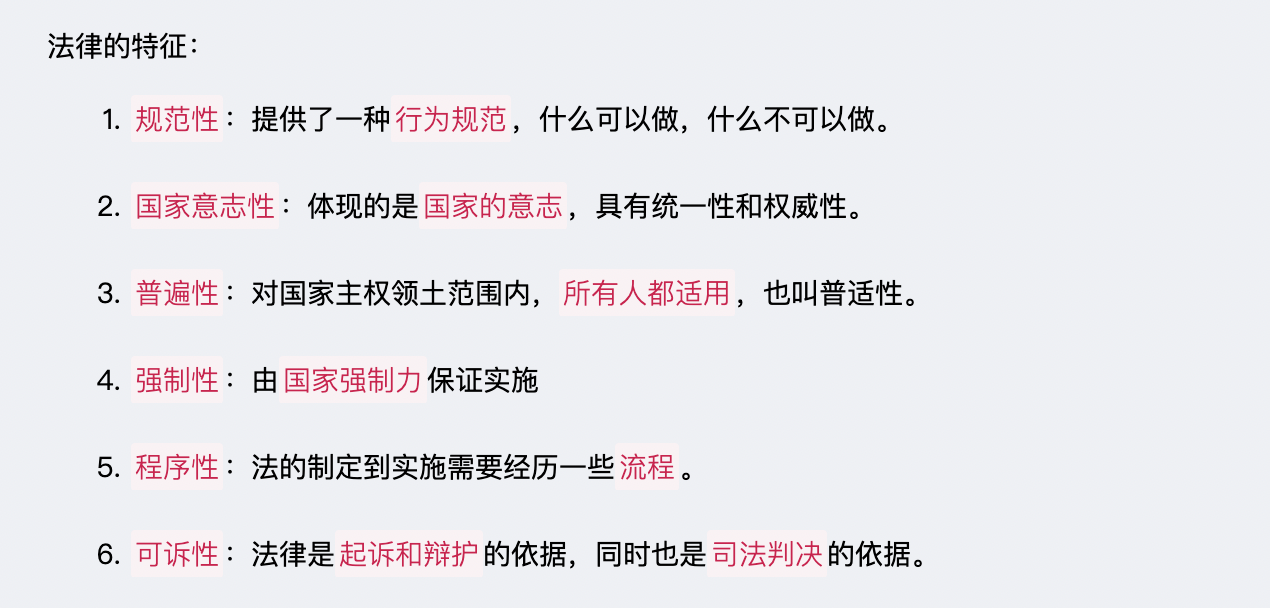 法律的特征：
1. 规范性：提供了一种行为规范，什么可以做，什么不可以做。
2. 国家意志性：体现的是国家的意志，具有统一性和权威性。
3. 普遍性：对国家主权领土范围内，所有人都适用，也叫普适性。
4. 强制性：由国家强制力保证实施
5. 程序性：法的制定到实施需要经历一些流程。
6. 可诉性：法律是起诉和辩护的依据，同时也是司法判决的依据。